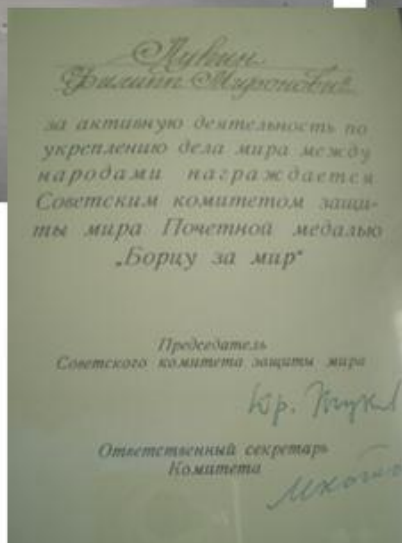 Филипп Миронович
за активную деятельность по
укреплению дела мира между
народами награждается
Советским комитетом защи-
ты мира Почетной медалью
„Борцу за мир“
Председатель
Советского комитета защиты мира
Ответственный секретарь
Комитета